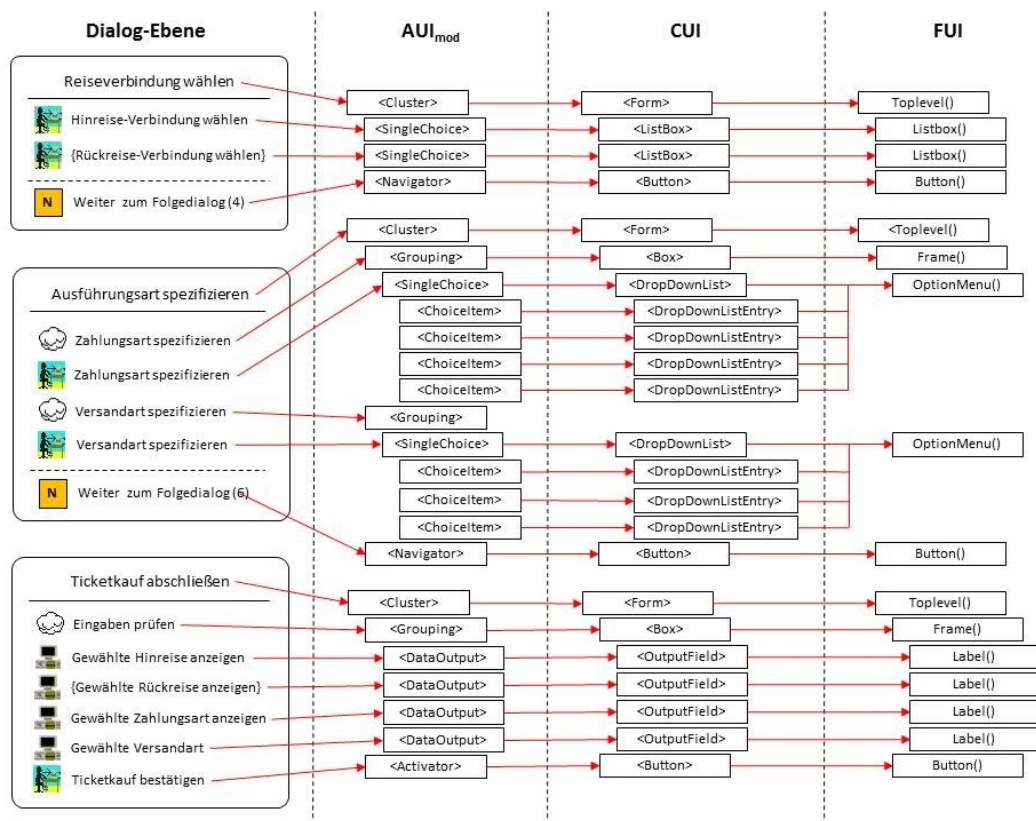 Dialog-Ebene AUImod CUI FUI
Reiseverbindung wählen
<Cluster> <Form> Toplevel()
Hinreise-Verbindung wählen
<SingleChoice> <ListBox> Listbox()
{Rückreise-Verbindung wählen}
<SingleChoice> <ListBox> Listbox()
<Navigator> <Button> Button()
N Weiter zum Folgedialog (4)
<Cluster> <Form> <Toplevel()
<Grouping> <Box> Frame()
Ausführungsart spezifizieren
<SingleChoice> <DropDownList> OptionMenu()
<ChoiceItem> <DropDownListEntry>
Zahlungsart spezifizieren
<ChoiceItem> <DropDownListEntry>
<ChoiceItem> <DropDownListEntry>
Zahlungsart spezifizieren
<ChoiceItem> <DropDownListEntry>
Versandart spezifizieren
<Grouping>
Versandart spezifizieren
<SingleChoice> <DropDownList> OptionMenu()
<ChoiceItem> <DropDownListEntry>
N Weiter zum Folgedialog (6)
<ChoiceItem> <DropDownListEntry>
<ChoiceItem> <DropDownListEntry>
<Navigator> <Button> Button()
Ticketkauf abschließen
<Cluster> <Form> Toplevel()
Eingaben prüfen
<Grouping> <Box> Frame()
Gewählte Hinreise anzeigen
<DataOutput> <OutputField> Label()
{Gewählte Rückreise anzeigen}
<DataOutput> <OutputField> Label()
Gewählte Zahlungsart anzeigen
<DataOutput> <OutputField> Label()
Gewählte Versandart
<DataOutput> <OutputField> Label()
Ticketkauf bestätigen
<Activator> <Button> Button()